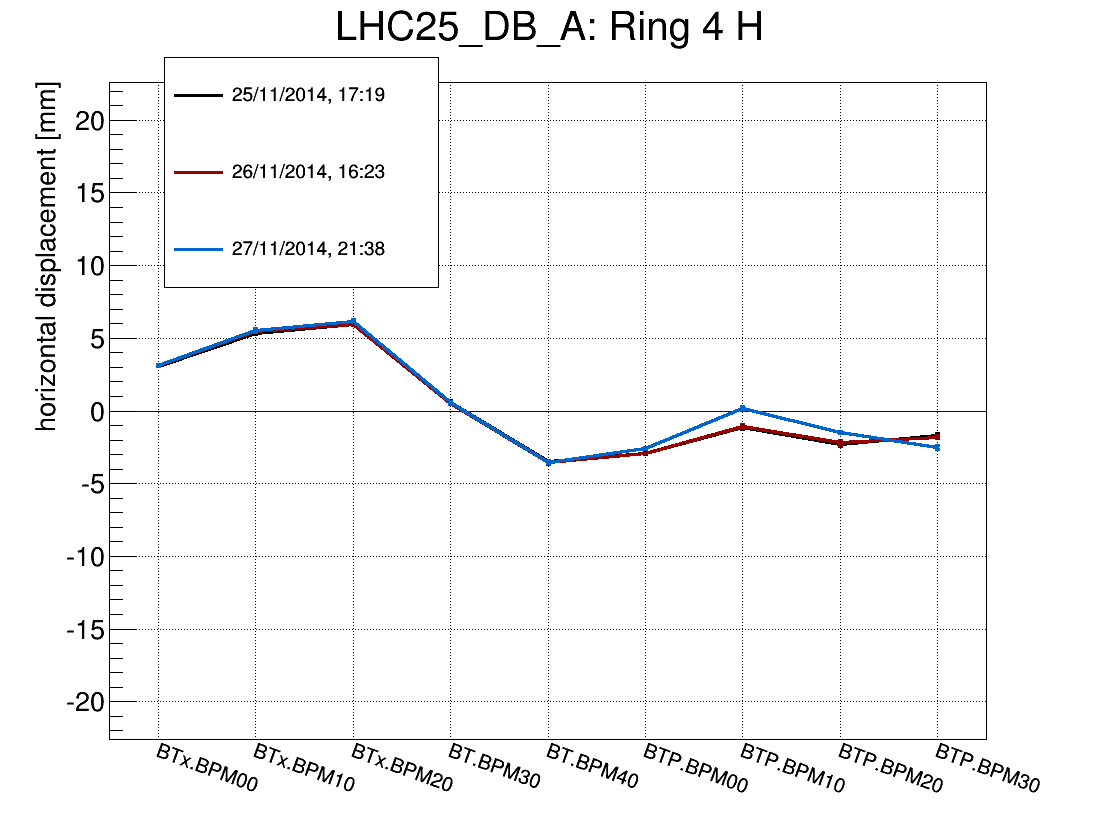 LHC25_DB_A: Ring 4 H
horizontal displacement [mm]
25/11/2014, 17:19
26/11/2014, 16:23
27/11/2014, 21:38
20
15
10
5
0
-5
-10
-15
-20
BTx.BPM00
BTx.BPM10
BTx.BPM20
BT.BPM30
BT.BPM40
BTP.BPM00
BTP.BPM10
BTP.BPM20
BTP.BPM30